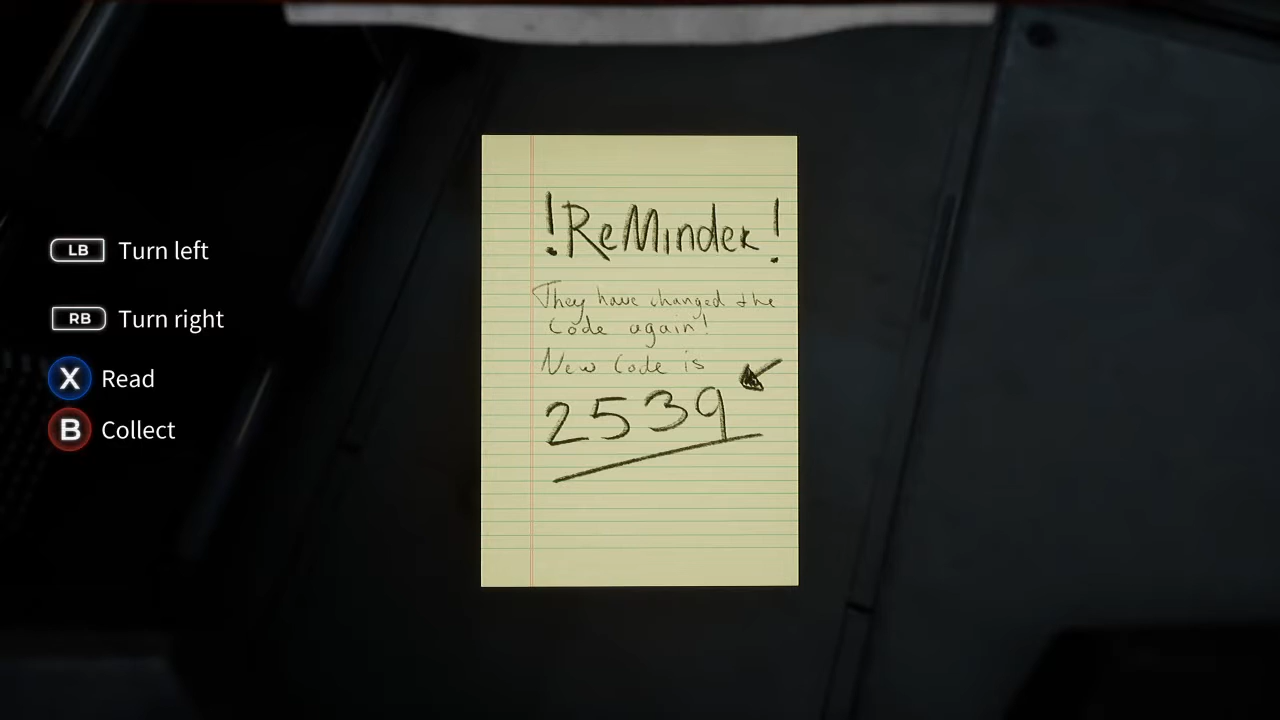 LB Turn left
RB Turn right
X Read
B Collect
!ReMinder!
They have changed the
Code again!
New Code is
2539